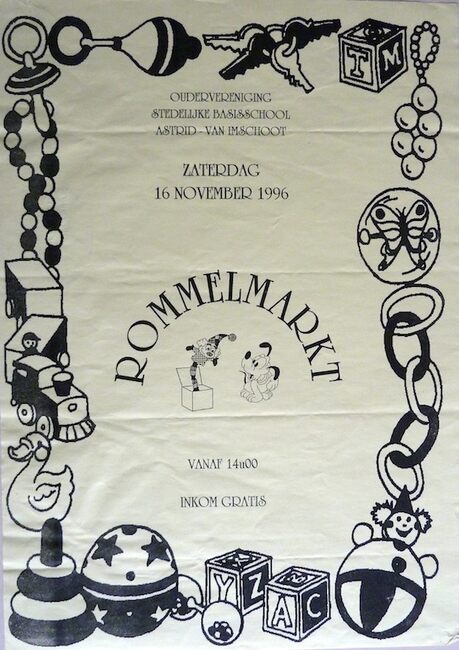 OUDERVERENIGING
STEDELIJKE BASISSCHOOL
ASTRID - VAN IMSCHOOT
ZATERDAG
16 NOVEMBER 1996
ROMMELMARKT
VANAF 14u00
INKOM GRATIS
T M
Y Z
A C